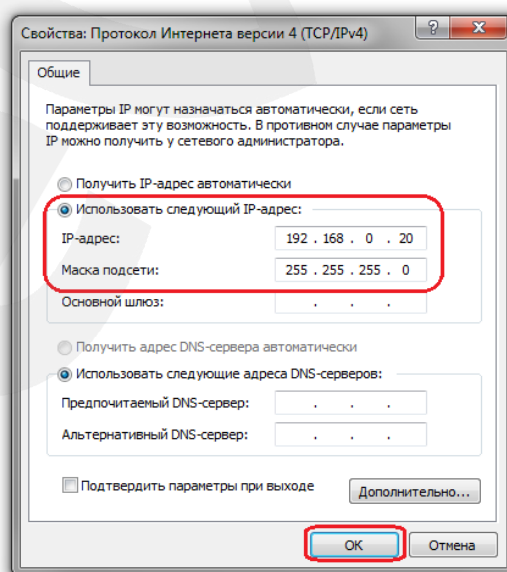 Свойства: Протокол Интернета версии 4 (TCP/IPv4)
Общие
Параметры IP могут назначаться автоматически, если сеть
поддерживает эту возможность. В противном случае параметры
IP можно получить у сетевого администратора.
Получить IP-адрес автоматически
Использовать следующий IP-адрес:
IP-адрес: 192 . 168 . 0 . 20
Маска подсети: 255 . 255 . 255 . 0
Основной шлюз: . . .
Получить адрес DNS-сервера автоматически
Использовать следующие адреса DNS-серверов:
Предпочитаемый DNS-сервер: . . .
Альтернативный DNS-сервер: . . .
Подтвердить параметры при выходе
Дополнительно...
OK Отмена